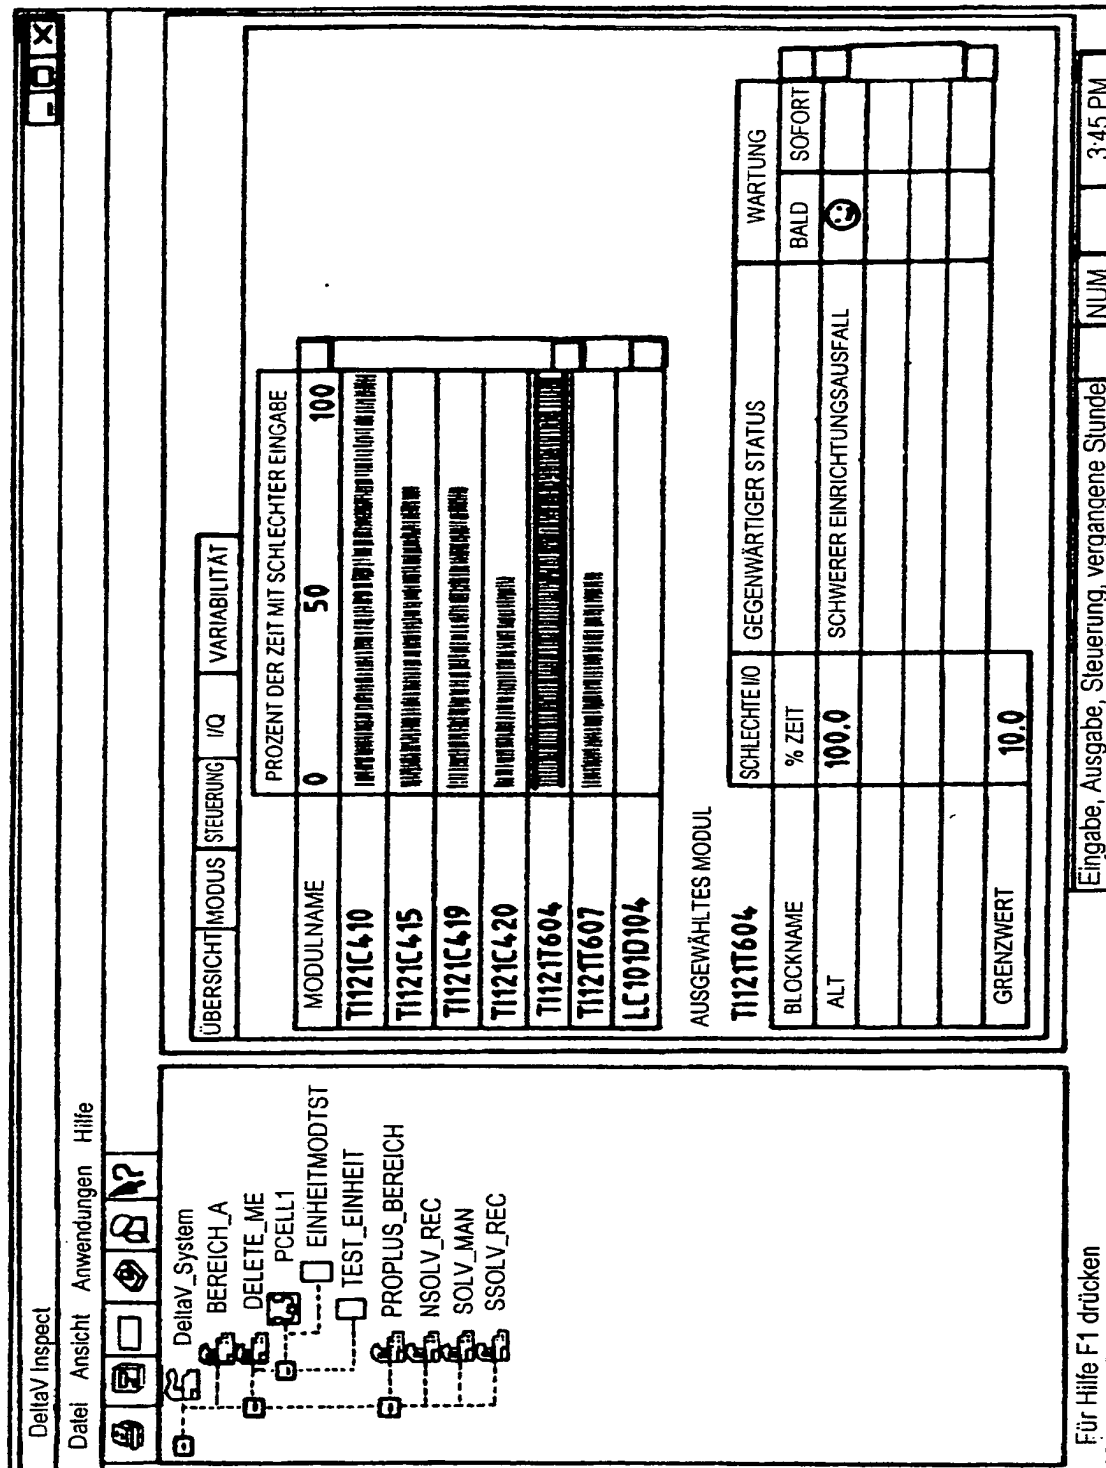 DeltaV Inspect
Datei Ansicht Anwendungen Hilfe
DeltaV_System
BEREICH_A
DELETE_ME
PCELL1
EINHEITMODTST
TEST_EINHEIT
PROPLUS_BEREICH
NSOLV_REC
SOLV_MAN
SSOLV_REC
ÜBERSICHT MODUS STEUERUNG I/Q VARIABILITÄT
PROZENT DER ZEIT MIT SCHLECHTER EINGABE
MODULNAME 0 50 100
TI121C410
TI121C415
TI121C419
TI121C420
TI121T604
TI121T607
LC101D104
AUSGEWÄHLTES MODUL
TI121T604 SCHLECHTE I/O GEGENWÄRTIGER STATUS WARTUNG
BLOCKNAME % ZEIT BALD SOFORT
ALT 100.0 SCHWERER EINRICHTUNGSAUSFALL
GRENZWERT 10.0
Für Hilfe F1 drücken Eingabe, Ausgabe, Steuerung, vergangene Stunde NUM 3:45 PM